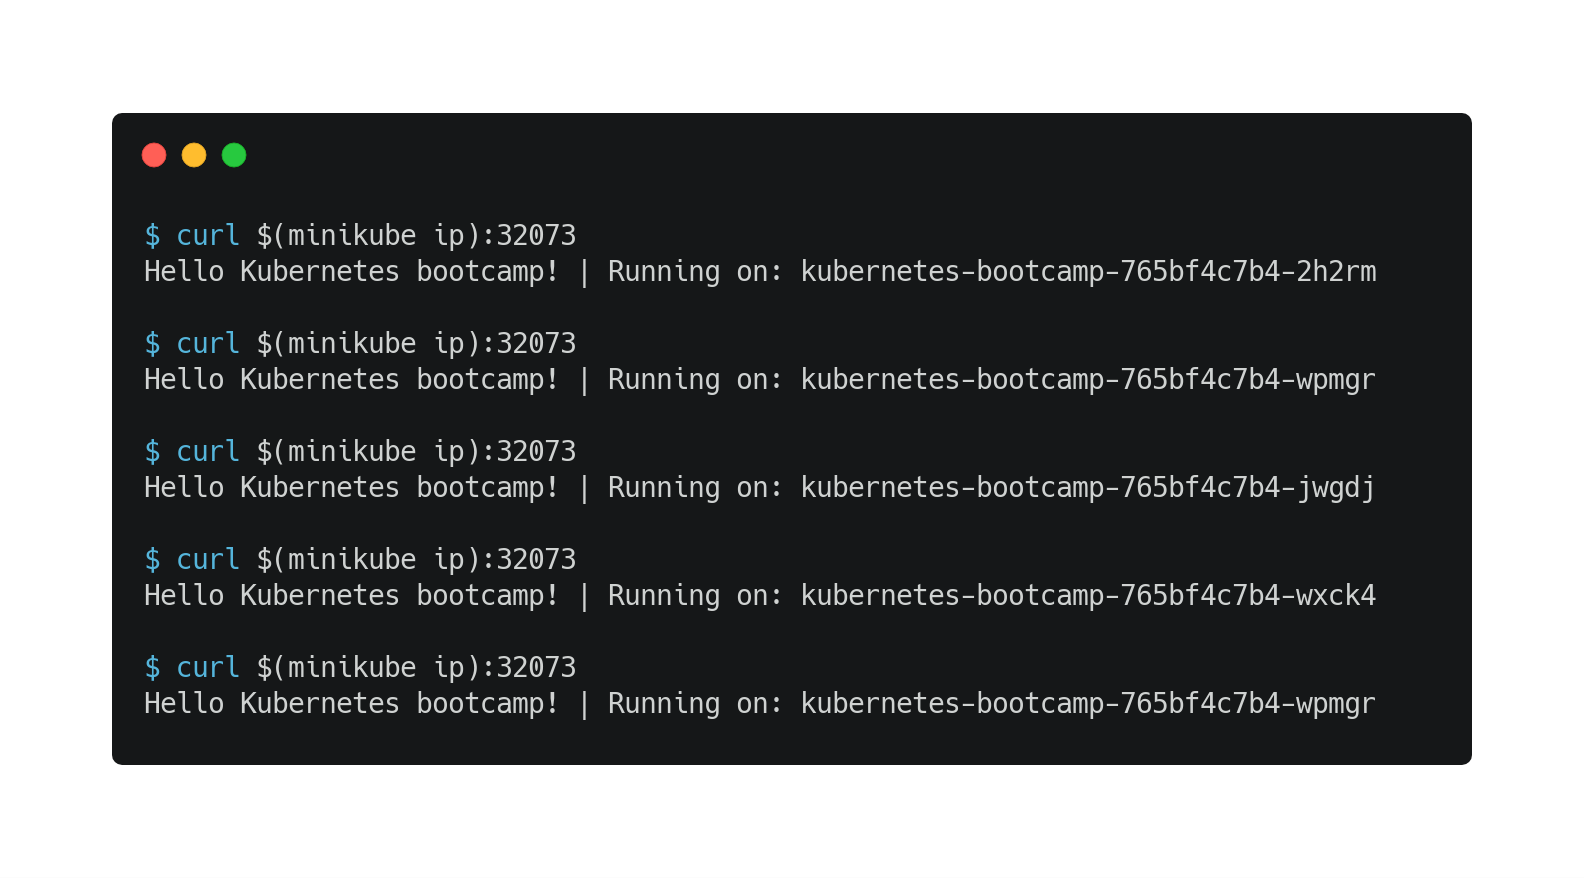 $ curl $(minikube ip):32073
Hello Kubernetes bootcamp! | Running on: kubernetes-bootcamp-765bf4c7b4-2h2rm
$ curl $(minikube ip):32073
Hello Kubernetes bootcamp! | Running on: kubernetes-bootcamp-765bf4c7b4-wpmgr
$ curl $(minikube ip):32073
Hello Kubernetes bootcamp! | Running on: kubernetes-bootcamp-765bf4c7b4-jwgdj
$ curl $(minikube ip):32073
Hello Kubernetes bootcamp! | Running on: kubernetes-bootcamp-765bf4c7b4-wxck4
$ curl $(minikube ip):32073
Hello Kubernetes bootcamp! | Running on: kubernetes-bootcamp-765bf4c7b4-wpmgr